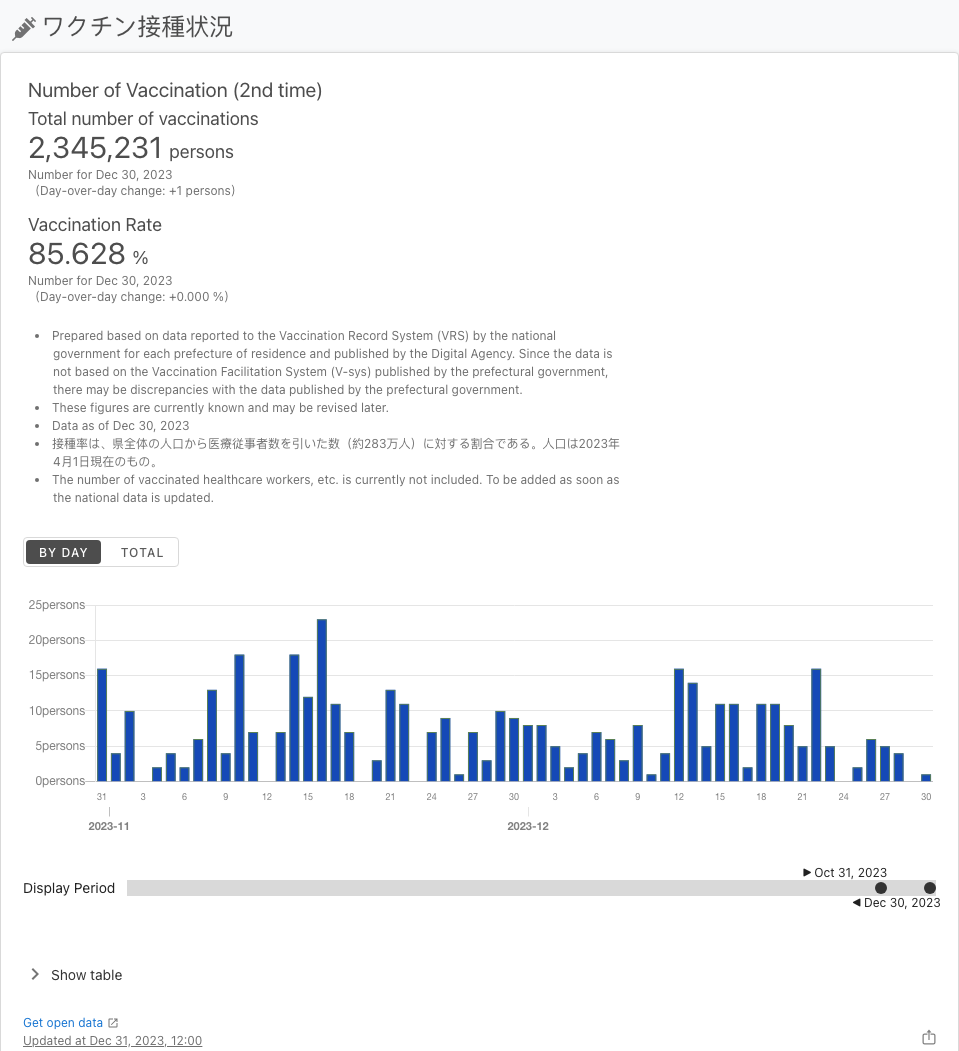 ワクチン接種状況
Number of Vaccination (2nd time)
Total number of vaccinations
2,345,231 persons
Number for Dec 30, 2023
(Day-over-day change: +1 persons)
Vaccination Rate
85.628 %
Number for Dec 30, 2023
(Day-over-day change: +0.000 %)
• Prepared based on data reported to the Vaccination Record System (VRS) by the national
government for each prefecture of residence and published by the Digital Agency. Since the data is
not based on the Vaccination Facilitation System (V-sys) published by the prefectural government,
there may be discrepancies with the data published by the prefectural government.
• These figures are currently known and may be revised later.
• Data as of Dec 30, 2023
• 接種率は、県全体の人口から医療従事者数を引いた数（約283万人）に対する割合である。人口は2023年
4月1日現在のもの。
• The number of vaccinated healthcare workers, etc. is currently not included. To be added as soon as
the national data is updated.
BY DAY TOTAL
25persons
20persons
15persons
10persons
5persons
0persons
31 3 6 9 12 15 18 21 24 27 30 3 6 9 12 15 18 21 24 27 30
2023-11 2023-12
Oct 31, 2023
Display Period
Dec 30, 2023
Show table
Get open data
Updated at Dec 31, 2023, 12:00